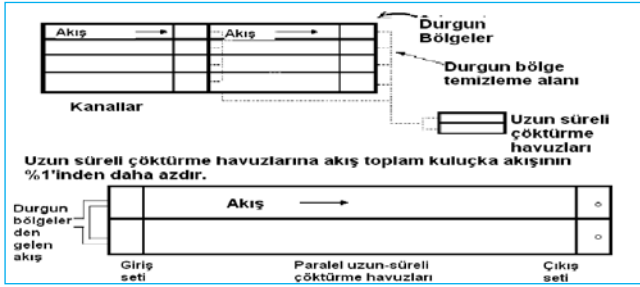 Durgun
Bölgeler
Akış
Akış
Durgun bölge
temizleme alanı
Kanallar
Uzun süreli
çöktürme
havuzları
Uzun süreli çöktürme havuzlarına akış toplam kuluçka akışının
%1'inden daha azdır.
Akış
Durgun
bölgeler
den
gelen
akış
Giriş
seti
Paralel uzun-süreli
çöktürme havuzları
Çıkış
seti